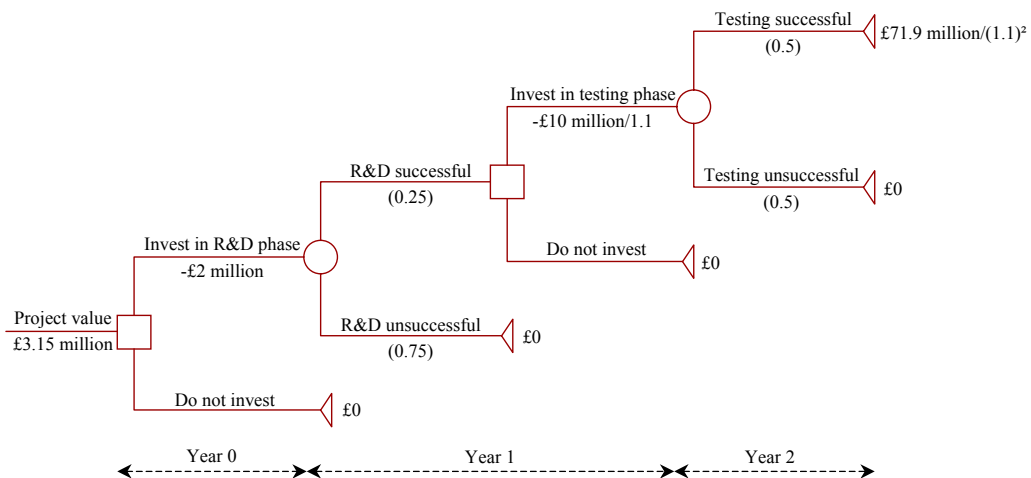 Testing successful
(0.5)
£71.9 million/(1.1)²
Invest in testing phase
-£10 million/1.1
R&D successful
(0.25)
Testing unsuccessful
(0.5)
£0
Invest in R&D phase
-£2 million
Do not invest
£0
Project value
£3.15 million
R&D unsuccessful
(0.75)
£0
Do not invest
£0
Year 0
Year 1
Year 2